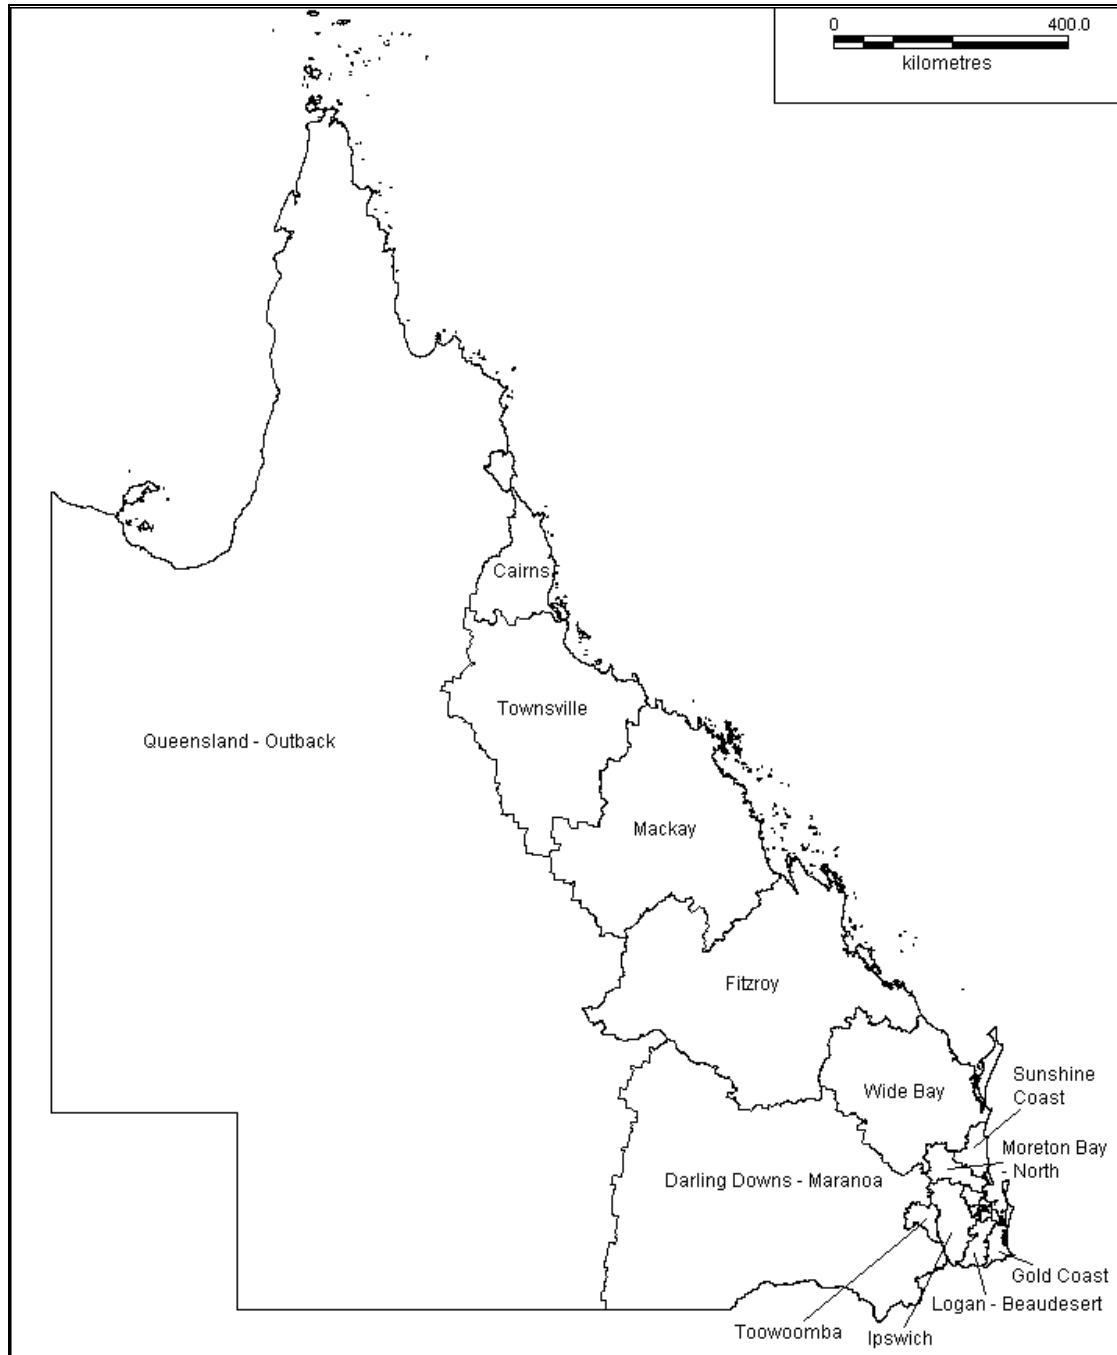 0 400.0
kilometres
Cairns
Townsville
Queensland - Outback
Mackay
Fitzroy
Wide Bay
Sunshine
Coast
Moreton Bay
- North
Darling Downs - Maranoa
Gold Coast
Logan - Beaudesert
Toowoomba
Ipswich